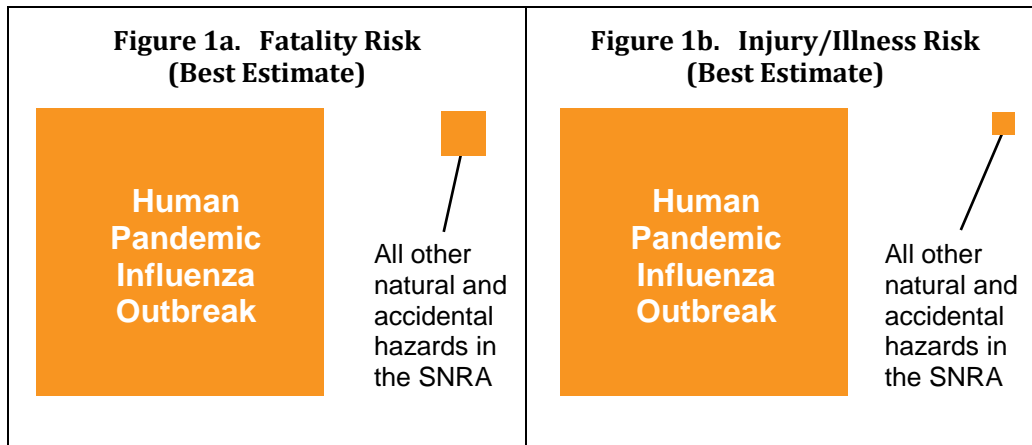 Figure 1a. Fatality Risk
(Best Estimate)
Human
Pandemic
Influenza
Outbreak
All other
natural and
accidental
hazards in
the SNRA
Figure 1b. Injury/Illness Risk
(Best Estimate)
Human
Pandemic
Influenza
Outbreak
All other
natural and
accidental
hazards in
the SNRA